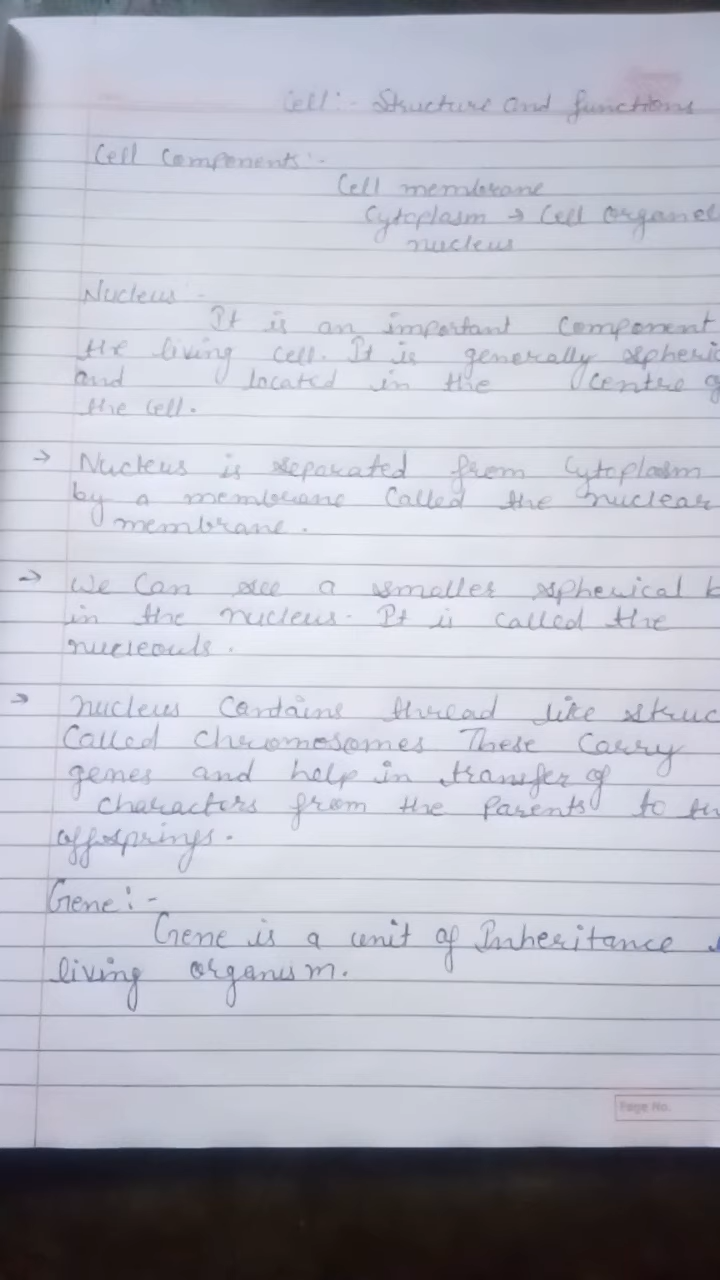 Cell:- Structure and functions
Cell Components:-
Cell membrane
Cytoplasm → Cell organel
nucleus
Nucleus -
It is an important Component
the living cell. It is generally spheric
and located in the centre
the cell.
→ Nucleus is separated from Cytoplasm
by a membrane Called the nuclear
membrane.
→ We Can see a smaller spherical b
in the nucleus. It is called the
nucleouls.
→ nucleus Contains thread like struc
Called chromosomes These Carry
genes and help in transfer of
characters from the Parents to th
offsprings.
Gene:-
Gene is a unit of Inheritance
living organism.
Page No.